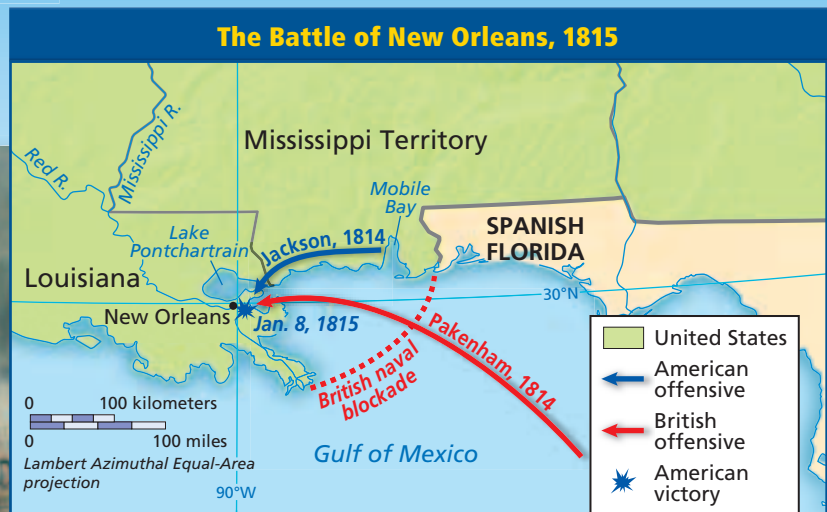 The Battle of New Orleans, 1815
Mississippi R.
Red R.
Mississippi Territory
Mobile
Bay
SPANISH
FLORIDA
Lake
Pontchartrain
Jackson, 1814
Louisiana
30°N
New Orleans
Jan. 8, 1815
Pakenham, 1814
British naval
blockade
Gulf of Mexico
0 100 kilometers
0 100 miles
Lambert Azimuthal Equal-Area
projection
90°W
United States
American
offensive
British
offensive
American
victory